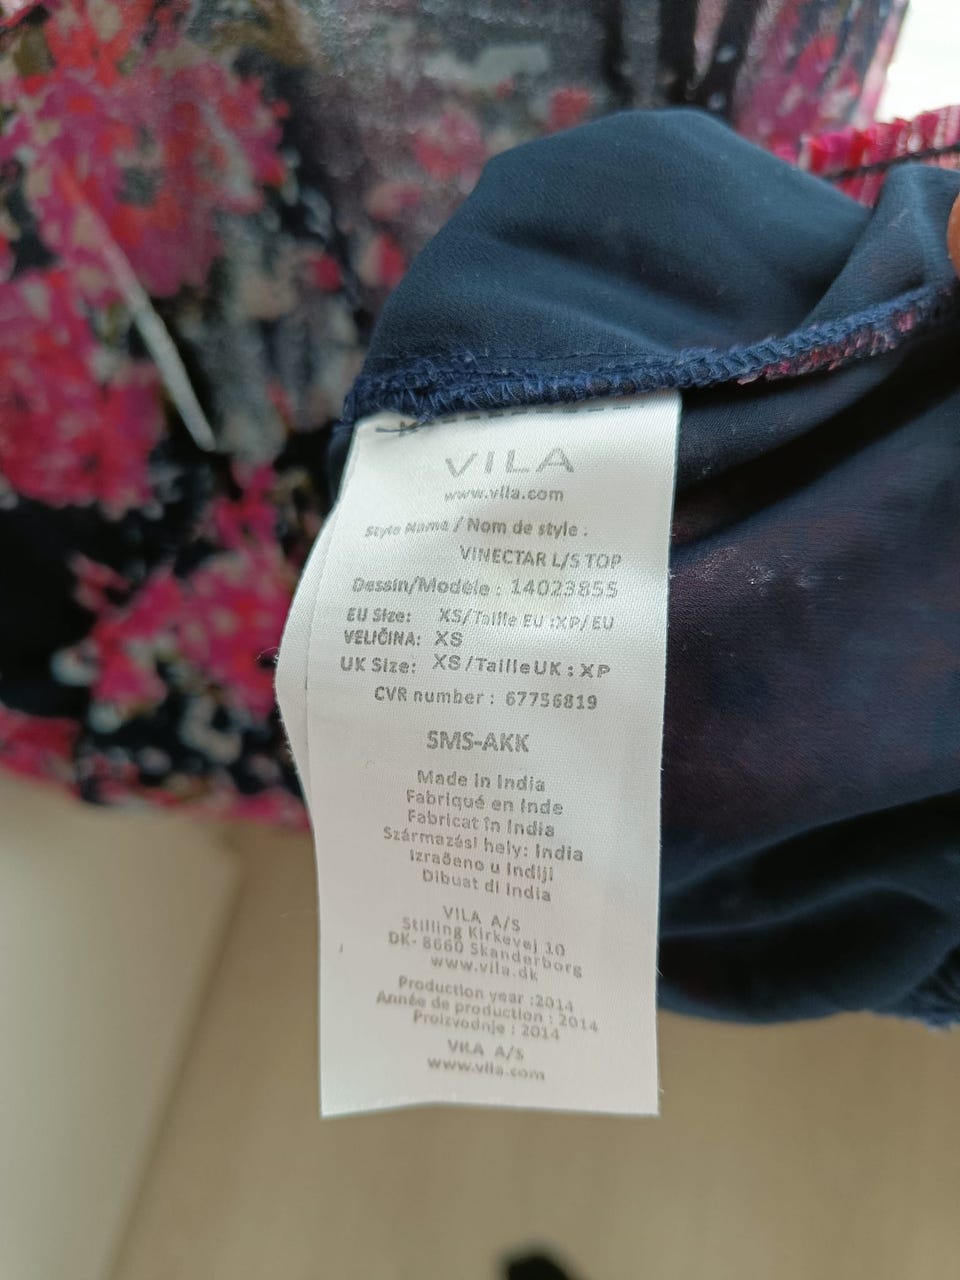 VILA
www.vila.com
Style Name / Nom de style :
VINECTAR L/S TOP
Dessin/Modèle : 14023855
EU Size: XS/Taille EU :XP/EU
VELIČINA: XS
UK Size: XS/TailleUK : XP
CVR number : 67756819
SMS-AKK
Made in India
Fabriqué en Inde
Fabricat în India
Származási hely: India
Izrađeno u Indiji
Dibuat di India
VILA A/S
Stilling Kirkevej 10
DK- 8660 Skanderborg
www.vila.dk
Production year :2014
Année de production : 2014
Proizvodnje : 2014
VILA A/S
www.vila.com